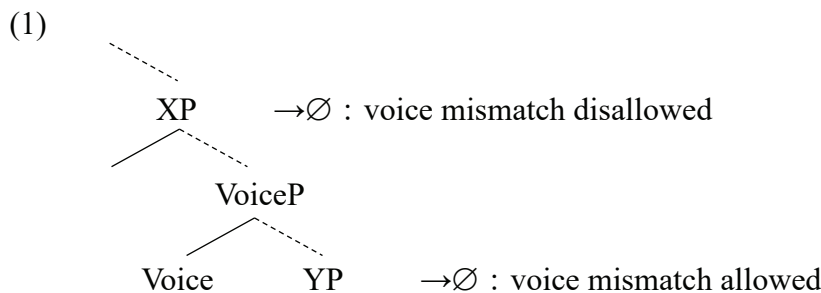 (1)
XP →∅ : voice mismatch disallowed
VoiceP
Voice YP →∅ : voice mismatch allowed